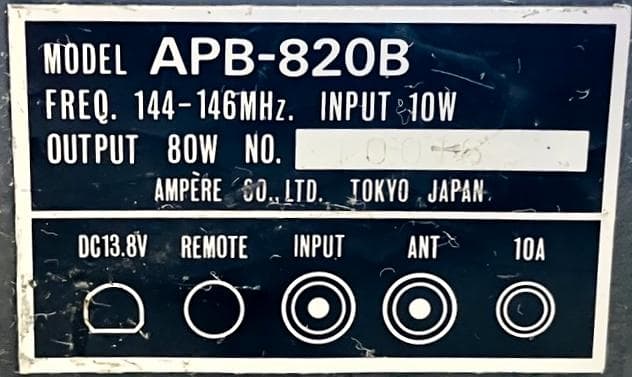 MODEL APB-820B
FREQ. 144-146MHz. INPUT 10W
OUTPUT 80W NO.
AMPÈRE CO., LTD. TOKYO JAPAN
DC13.8V REMOTE INPUT ANT 10A